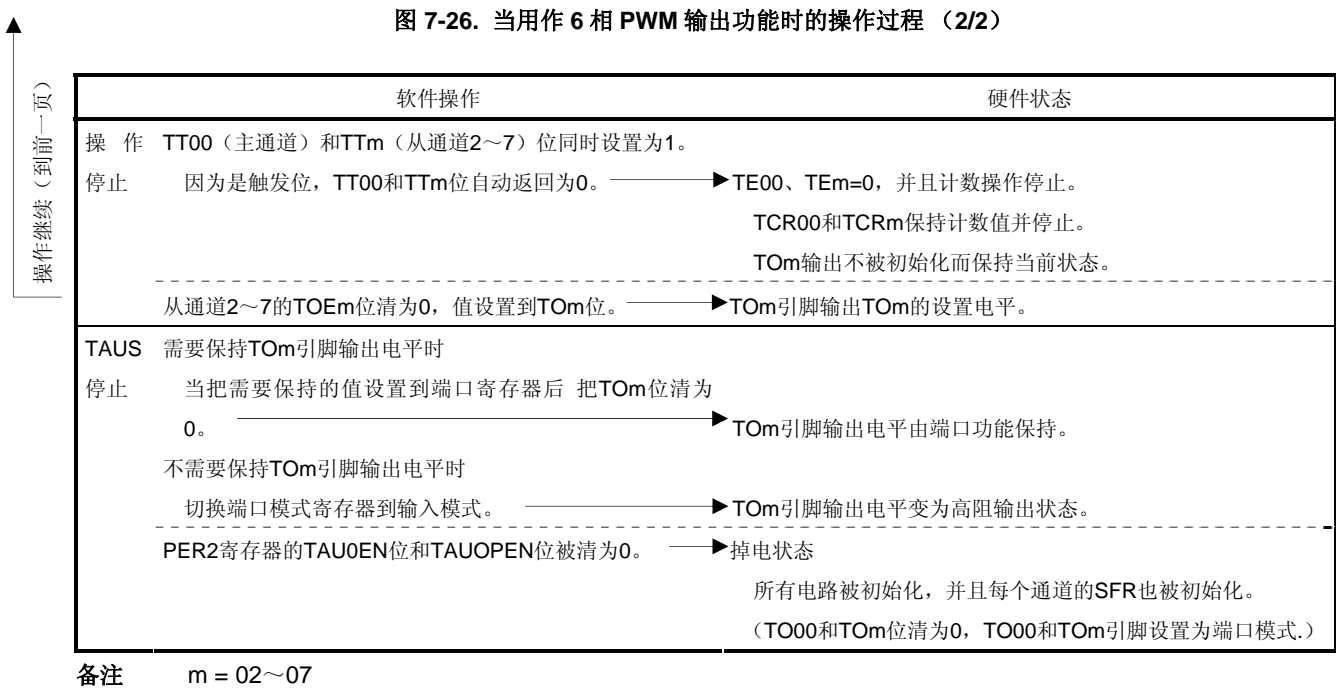 图 7-26. 当用作 6 相 PWM 输出功能时的操作过程 （2/2）
操作继续（到前一页）
软件操作 硬件状态
操 作 TT00（主通道）和TTm（从通道2～7）位同时设置为1。
停止 因为是触发位，TT00和TTm位自动返回为0。 TE00、TEm=0，并且计数操作停止。
TCR00和TCRm保持计数值并停止。
TOm输出不被初始化而保持当前状态。
从通道2～7的TOEm位清为0，值设置到TOm位。 TOm引脚输出TOm的设置电平。
TAUS 需要保持TOm引脚输出电平时
停止 当把需要保持的值设置到端口寄存器后 把TOm位清为
0。 TOm引脚输出电平由端口功能保持。
不需要保持TOm引脚输出电平时
切换端口模式寄存器到输入模式。 TOm引脚输出电平变为高阻输出状态。
PER2寄存器的TAU0EN位和TAUOPEN位被清为0。 掉电状态
所有电路被初始化，并且每个通道的SFR也被初始化。
（TO00和TOm位清为0，TO00和TOm引脚设置为端口模式.）
备注 m = 02～07